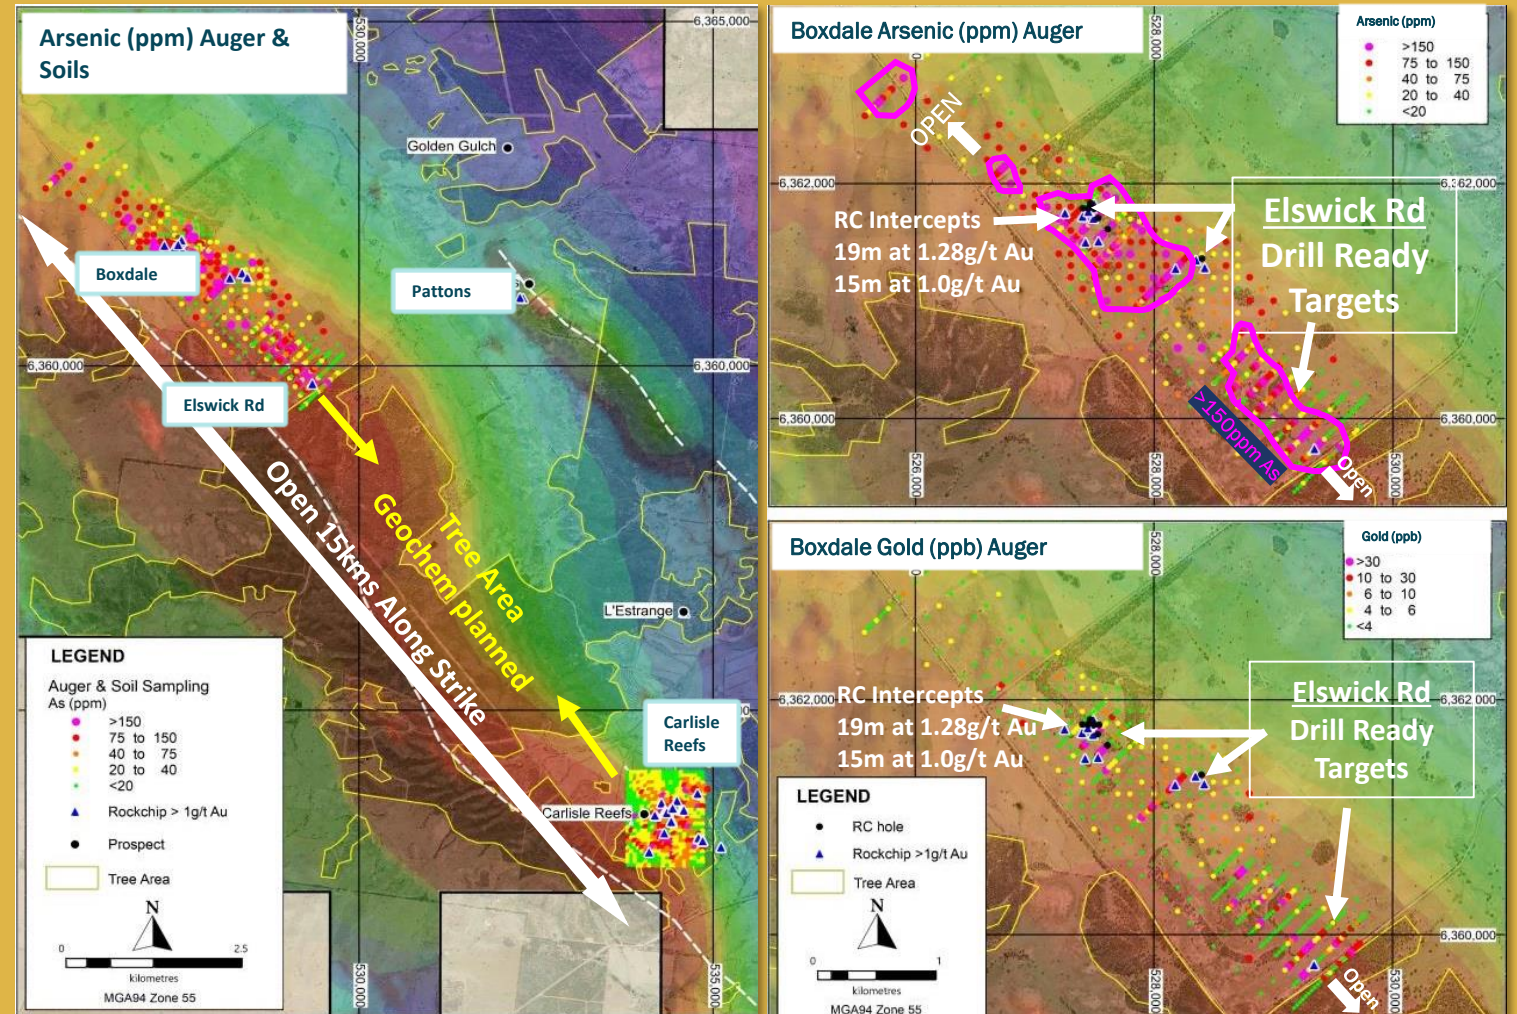 Arsenic (ppm) Auger &
Soils
530,000
6,365,000
Golden Gulch
Boxdale
Pattons
6,360,000
6,360,000
Elswick Rd
Open 15kms Along Strike
Tree Area
Geochem planned
L'Estrange
Carlisle
Reefs
Carlisle Reefs
LEGEND
Auger & Soil Sampling
As (ppm)
>150
75 to 150
40 to 75
20 to 40
<20
Rockchip > 1g/t Au
Prospect
Tree Area
N
0 2.5
kilometres
MGA94 Zone 55
530,000
535,000
Boxdale Arsenic (ppm) Auger
528,000
Arsenic (ppm)
>150
75 to 150
40 to 75
20 to 40
<20
OPEN
6,362,000
6,362,000
RC Intercepts
19m at 1.28g/t Au
15m at 1.0g/t Au
Elswick Rd
Drill Ready
Targets
>150ppm As
6,360,000
Open
526,000
528,000
530,000
Boxdale Gold (ppb) Auger
528,000
Gold (ppb)
>30
10 to 30
6 to 10
4 to 6
<4
6,362,000
6,362,000
RC Intercepts
19m at 1.28g/t Au
15m at 1.0g/t Au
Elswick Rd
Drill Ready
Targets
LEGEND
RC hole
Rockchip >1g/t Au
Tree Area
N
0 1
kilometres
MGA94 Zone 55
6,360,000
Open
528,000
530,000